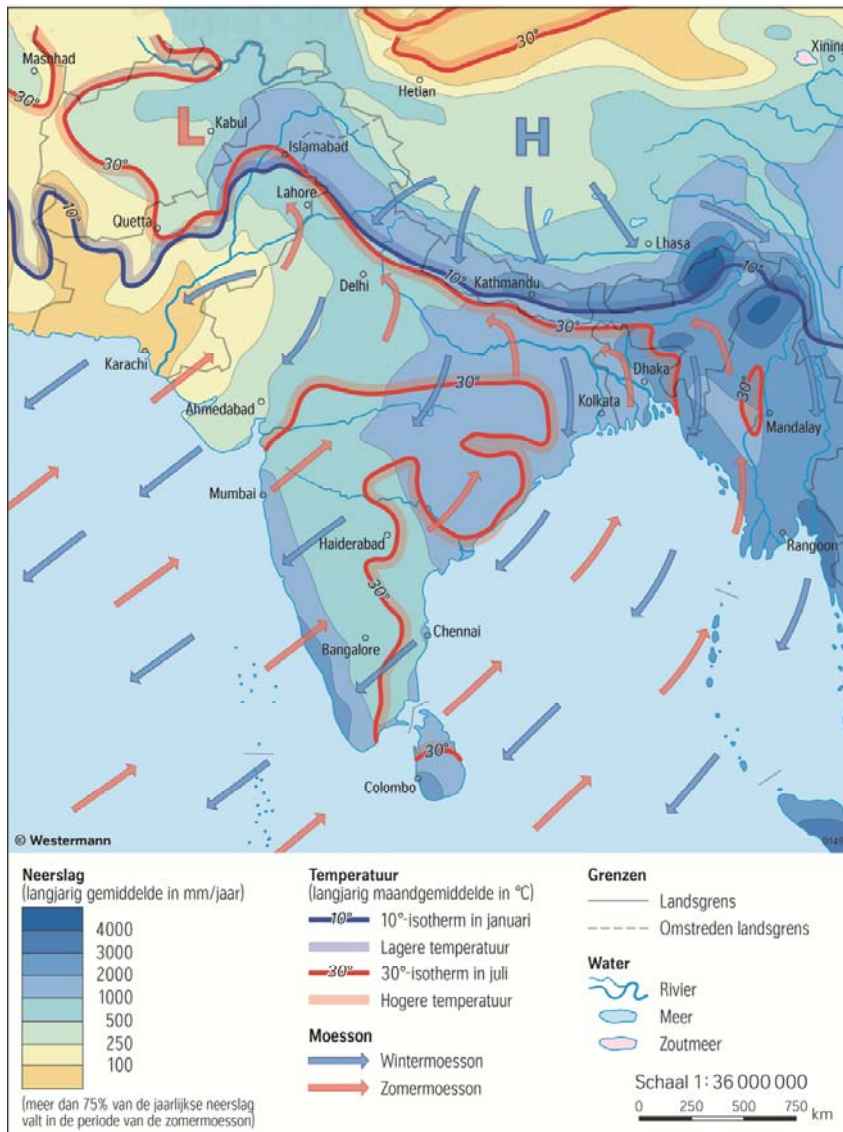 30°
Xining
Mashhad
30°
Hetian
L
Kabul
H
Islamabad
30°
Lahore
10°
Quetta
Lhasa
Delhi
10°
Kathmandu
10°
30°
Karachi
Dhaka
30°
30°
Ahmedabad
Kolkata
Mandalay
Mumbai
Haiderabad
Rangoon
30°
Chennai
Bangalore
30°
Colombo
© Westermann
Neerslag
(langjarig gemiddelde in mm/jaar)
4000
3000
2000
1000
500
250
100
(meer dan 75% van de jaarlijkse neerslag
valt in de periode van de zomermoesson)
Temperatuur
(langjarig maandgemiddelde in °C)
10° 10°-isotherm in januari
Lagere temperatuur
30° 30°-isotherm in juli
Hogere temperatuur
Moesson
Wintermoesson
Zomermoesson
Grenzen
Landsgrens
Omstreden landsgrens
Water
Rivier
Meer
Zoutmeer
Schaal 1: 36 000 000
0 250 500 750 km